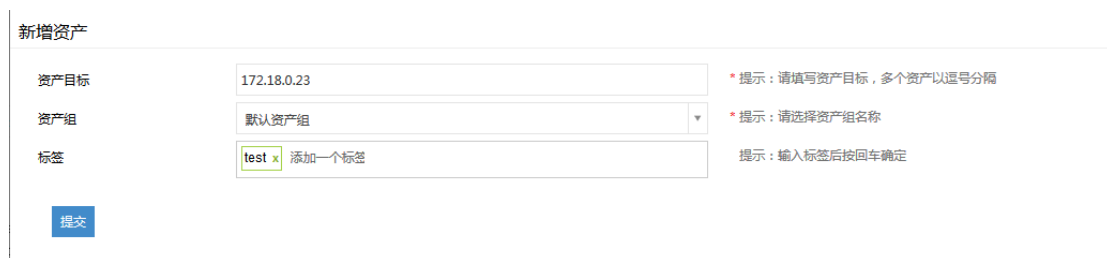 新增资产
资产目标 172.18.0.23 * 提示：请填写资产目标，多个资产以逗号分隔
资产组 默认资产组 * 提示：请选择资产组名称
标签 test x 添加一个标签 提示：输入标签后按回车确定
提交